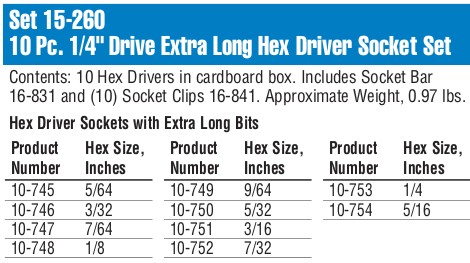 Set 15-260
10 Pc. 1/4" Drive Extra Long Hex Driver Socket Set
Contents: 10 Hex Drivers in cardboard box. Includes Socket Bar
16-831 and (10) Socket Clips 16-841. Approximate Weight, 0.97 lbs.
Hex Driver Sockets with Extra Long Bits
Product Number Hex Size, Inches
10-745 5/64
10-746 3/32
10-747 7/64
10-748 1/8
Product Number Hex Size, Inches
10-749 9/64
10-750 5/32
10-751 3/16
10-752 7/32
Product Number Hex Size, Inches
10-753 1/4
10-754 5/16